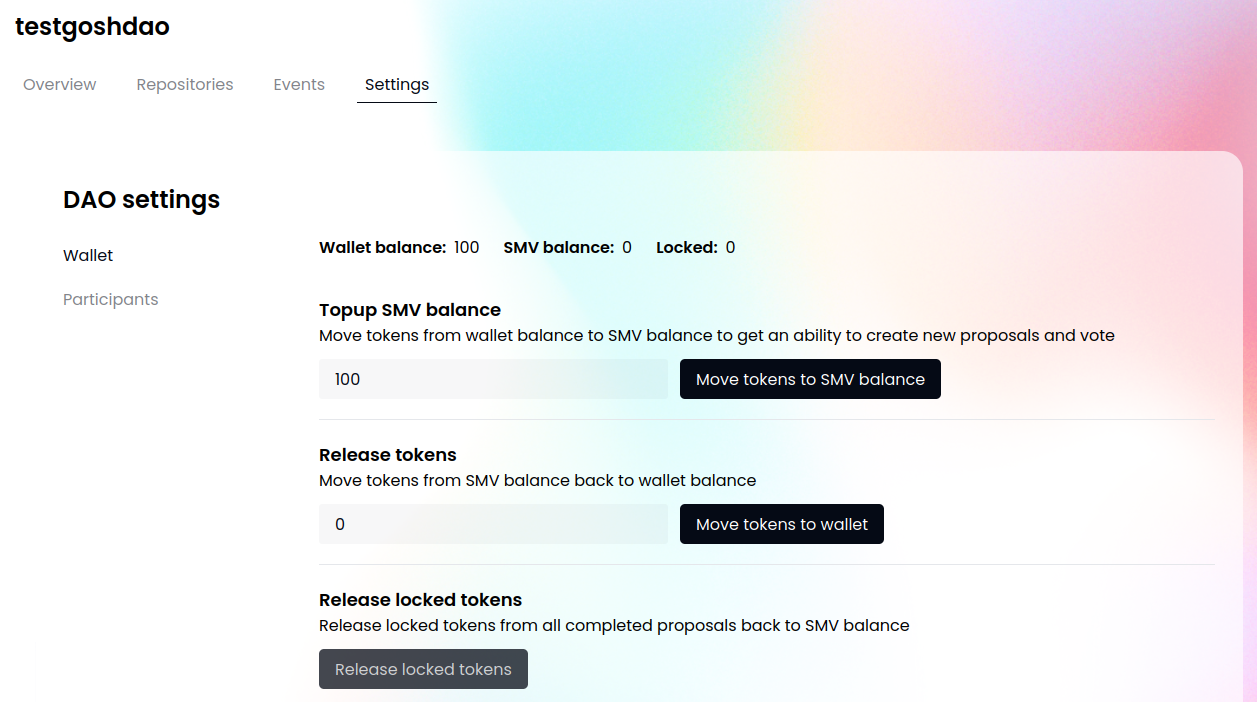 testgoshdao
Overview Repositories Events Settings
DAO settings
Wallet
Participants
Wallet balance: 100 SMV balance: 0 Locked: 0
Topup SMV balance
Move tokens from wallet balance to SMV balance to get an ability to create new proposals and vote
100 Move tokens to SMV balance
Release tokens
Move tokens from SMV balance back to wallet balance
0 Move tokens to wallet
Release locked tokens
Release locked tokens from all completed proposals back to SMV balance
Release locked tokens